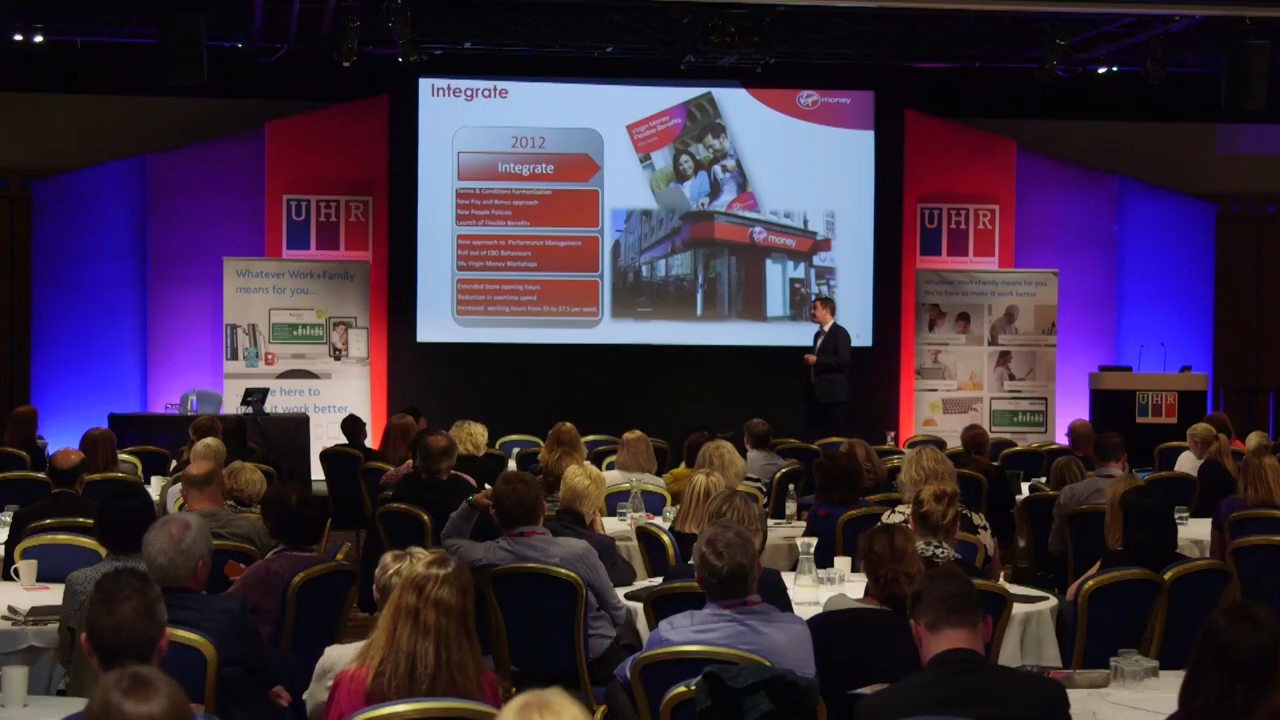 Integrate
Virgin money
2012
Integrate
Terms & Conditions harmonisation
New Pay and Bonus approach
New People Policies
Launch of Flexible Benefits
New approach to Performance Management
Roll out of EBO Behaviours
My Virgin Money Workshops
Extended Store opening hours
Reduction in overtime spend
Increased working hours from 35 to 37.5 per week
Virgin Money
Flexible Benefits
Virgin money
UHR
UHR
Whatever Work+Family
means for you...
here to
it work better.
Whatever Work+Family means for you,
We're here to make it work better.
UHR